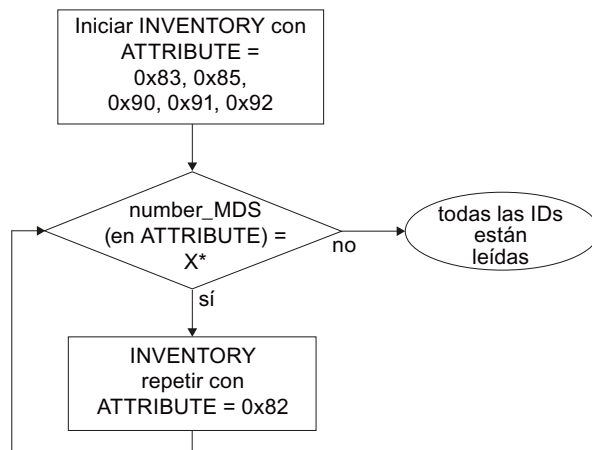 Iniciar INVENTORY con
ATTRIBUTE =
0x83, 0x85,
0x90, 0x91, 0x92
number_MDS
(en ATTRIBUTE) =
X*
no
todas las IDs
están
leídas
sí
INVENTORY
repetir con
ATTRIBUTE = 0x82